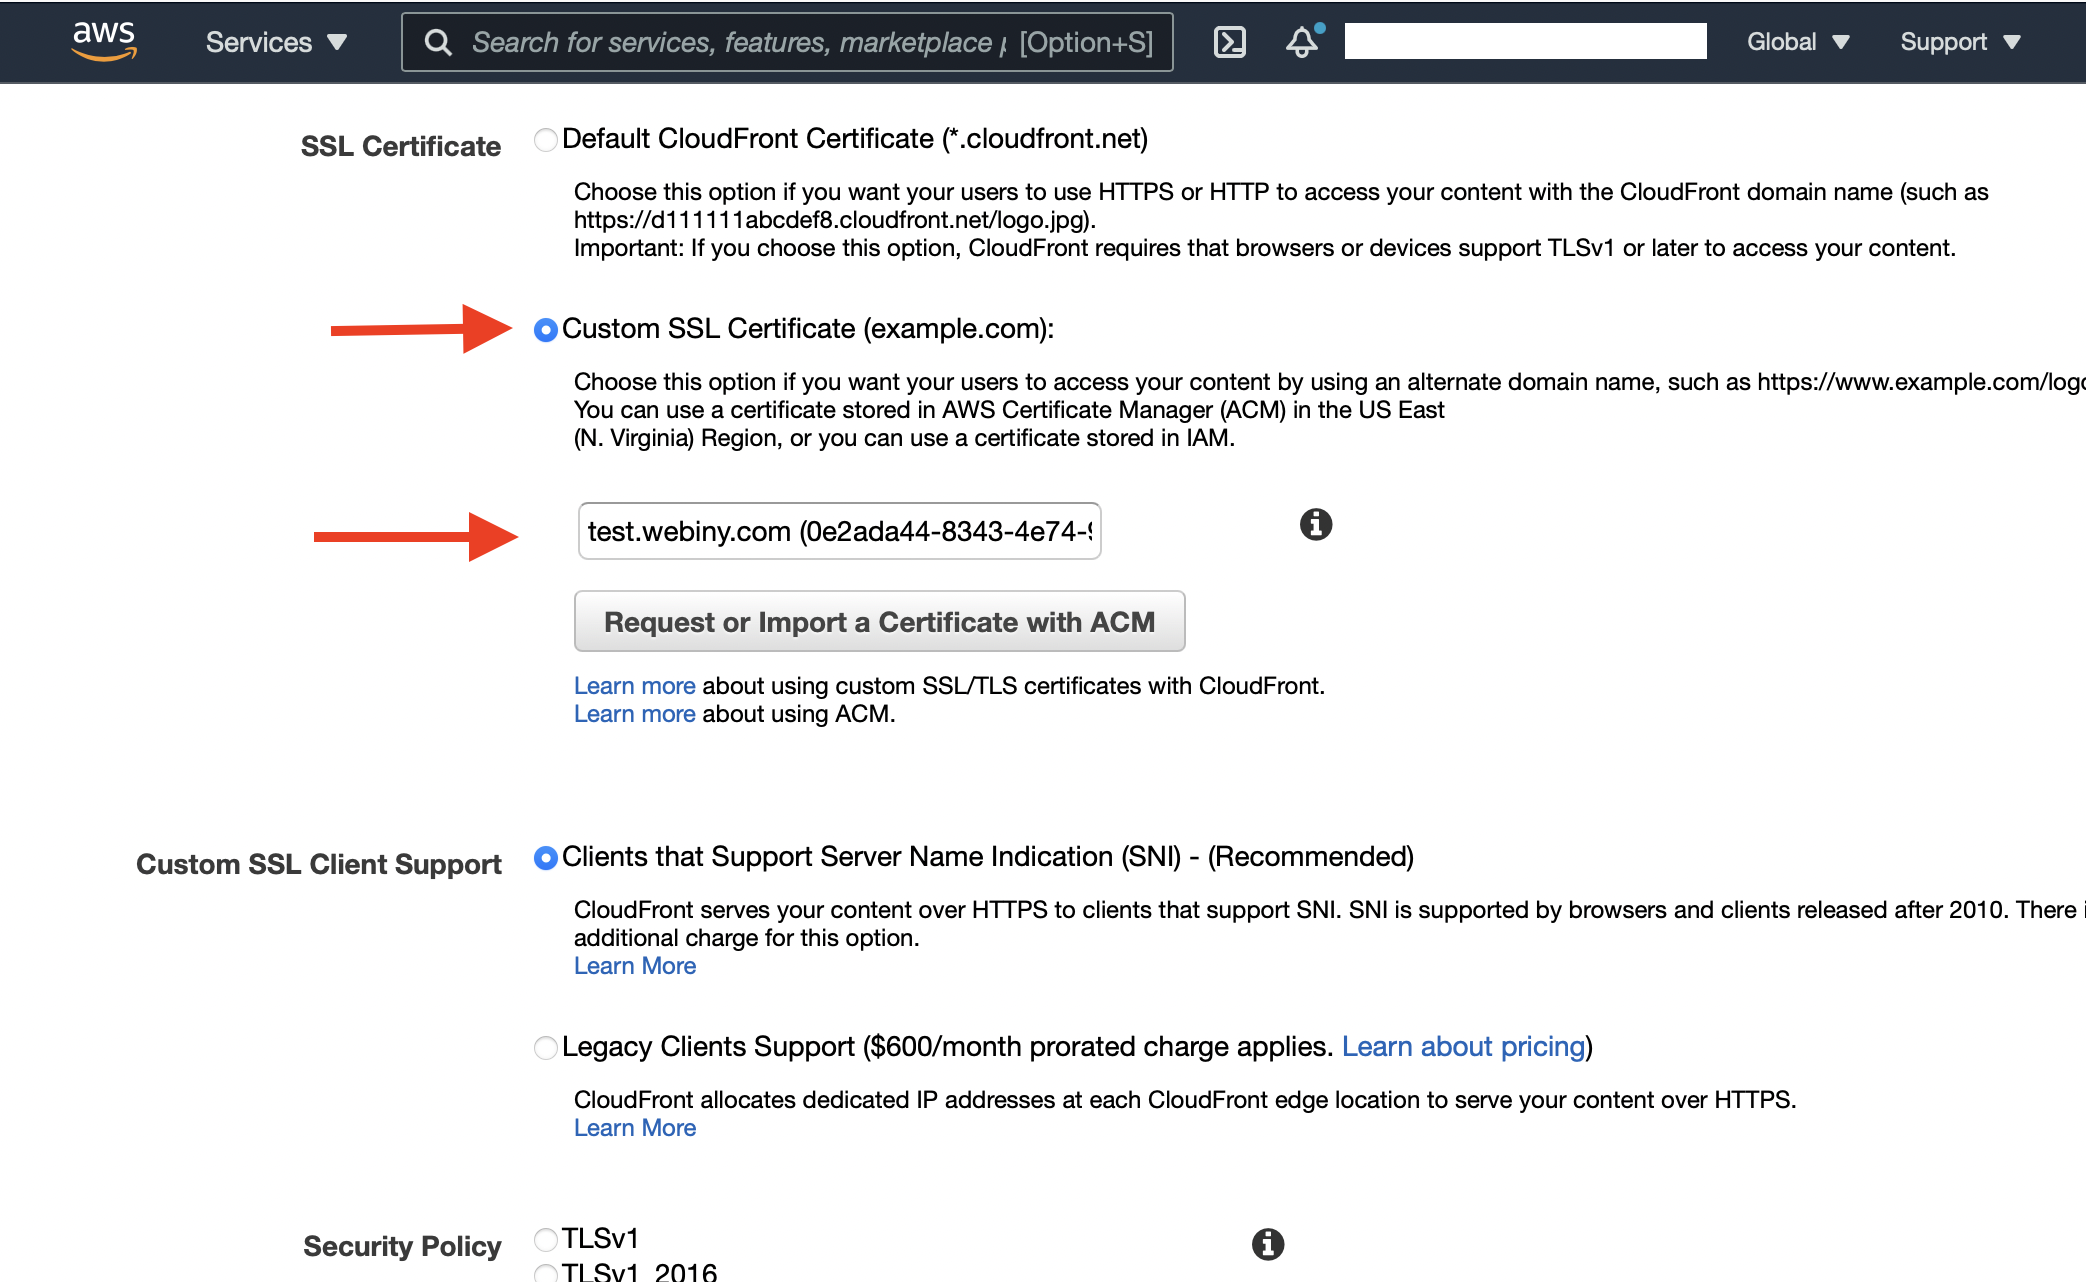 aws
Services
Search for services, features, marketplace [Option+S]
Global
Support
SSL Certificate
Default CloudFront Certificate (*.cloudfront.net)
Choose this option if you want your users to use HTTPS or HTTP to access your content with the CloudFront domain name (such as
https://d111111abcdef8.cloudfront.net/logo.jpg).
Important: If you choose this option, CloudFront requires that browsers or devices support TLSv1 or later to access your content.
Custom SSL Certificate (example.com):
Choose this option if you want your users to access your content by using an alternate domain name, such as https://www.example.com/logo
You can use a certificate stored in AWS Certificate Manager (ACM) in the US East
(N. Virginia) Region, or you can use a certificate stored in IAM.
test.webiny.com (0e2ada44-8343-4e74-9
Request or Import a Certificate with ACM
Learn more about using custom SSL/TLS certificates with CloudFront.
Learn more about using ACM.
Custom SSL Client Support
Clients that Support Server Name Indication (SNI) - (Recommended)
CloudFront serves your content over HTTPS to clients that support SNI. SNI is supported by browsers and clients released after 2010. There
additional charge for this option.
Learn More
Legacy Clients Support ($600/month prorated charge applies. Learn about pricing)
CloudFront allocates dedicated IP addresses at each CloudFront edge location to serve your content over HTTPS.
Learn More
Security Policy
TLSv1
TLSv1_2016